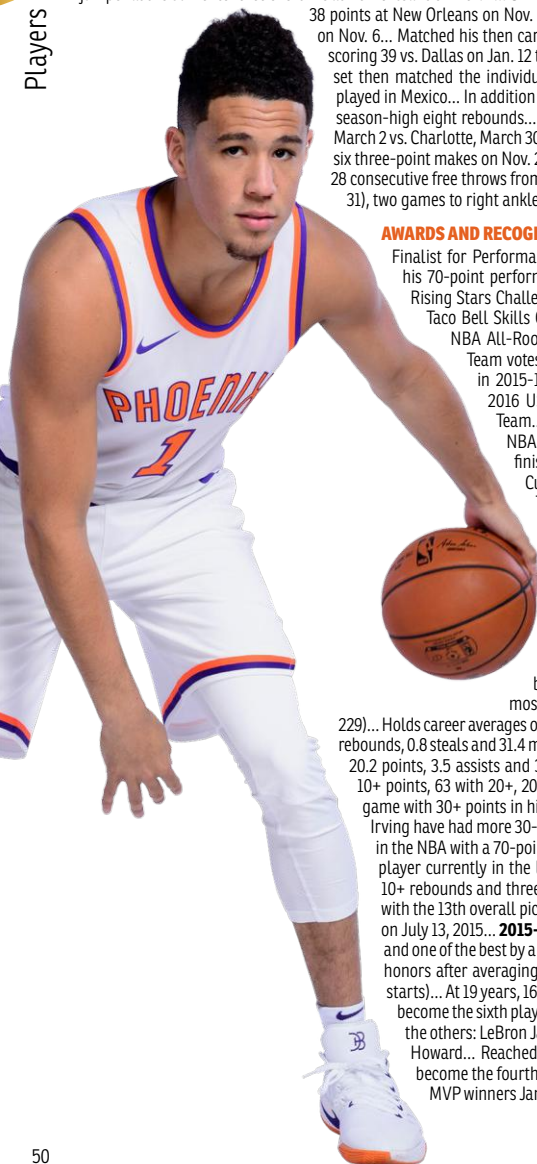 Players
38 points at New Orleans on Nov.
on Nov. 6... Matched his then car
scoring 39 vs. Dallas on Jan. 12 t
set then matched the individu
played in Mexico... In addition
season-high eight rebounds...
March 2 vs. Charlotte, March 30
six three-point makes on Nov. 2
28 consecutive free throws from
31), two games to right ankle
AWARDS AND RECOG
Finalist for Performa
his 70-point perform
Rising Stars Challe
Taco Bell Skills
NBA All-Roo
Team votes
in 2015-1
2016 U
Team...
NBA
finis
Cu
PHOENIX
1
mos
229)... Holds career averages o
rebounds, 0.8 steals and 31.4 m
20.2 points, 3.5 assists and 3
10+ points, 63 with 20+, 20
game with 30+ points in hi
Irving have had more 30-
in the NBA with a 70-poi
player currently in the
10+ rebounds and three
with the 13th overall pic
on July 13, 2015... 2015-
and one of the best by a
honors after averaging
starts)... At 19 years, 16
become the sixth play
the others: LeBron Ja
Howard... Reached
become the fourth
MVP winners Jar
50